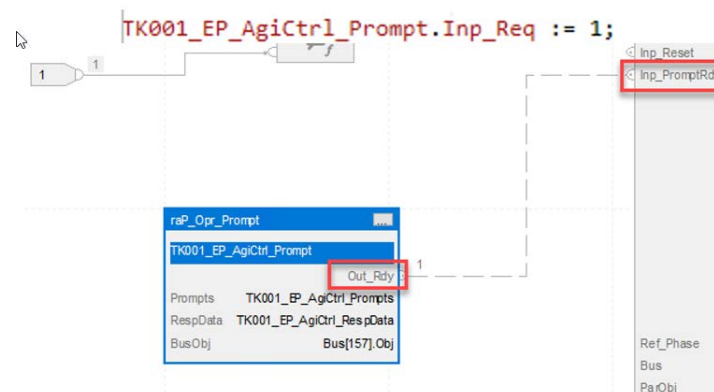 TK001_EP_AgiCtrl_Prompt.Inp_Req := 1;
f
Inp_Reset
1
1
Inp_PromptRd
raP_Opr_Prompt
...
TK001_EP_AgiCtrl_Prompt
Out_Rdy
1
Prompts TK001_EP_AgiCtrl_Prompts
RespData TK001_EP_AgiCtrl_RespData
BusObj Bus[157].Obj
Ref_Phase
Bus
ParObj